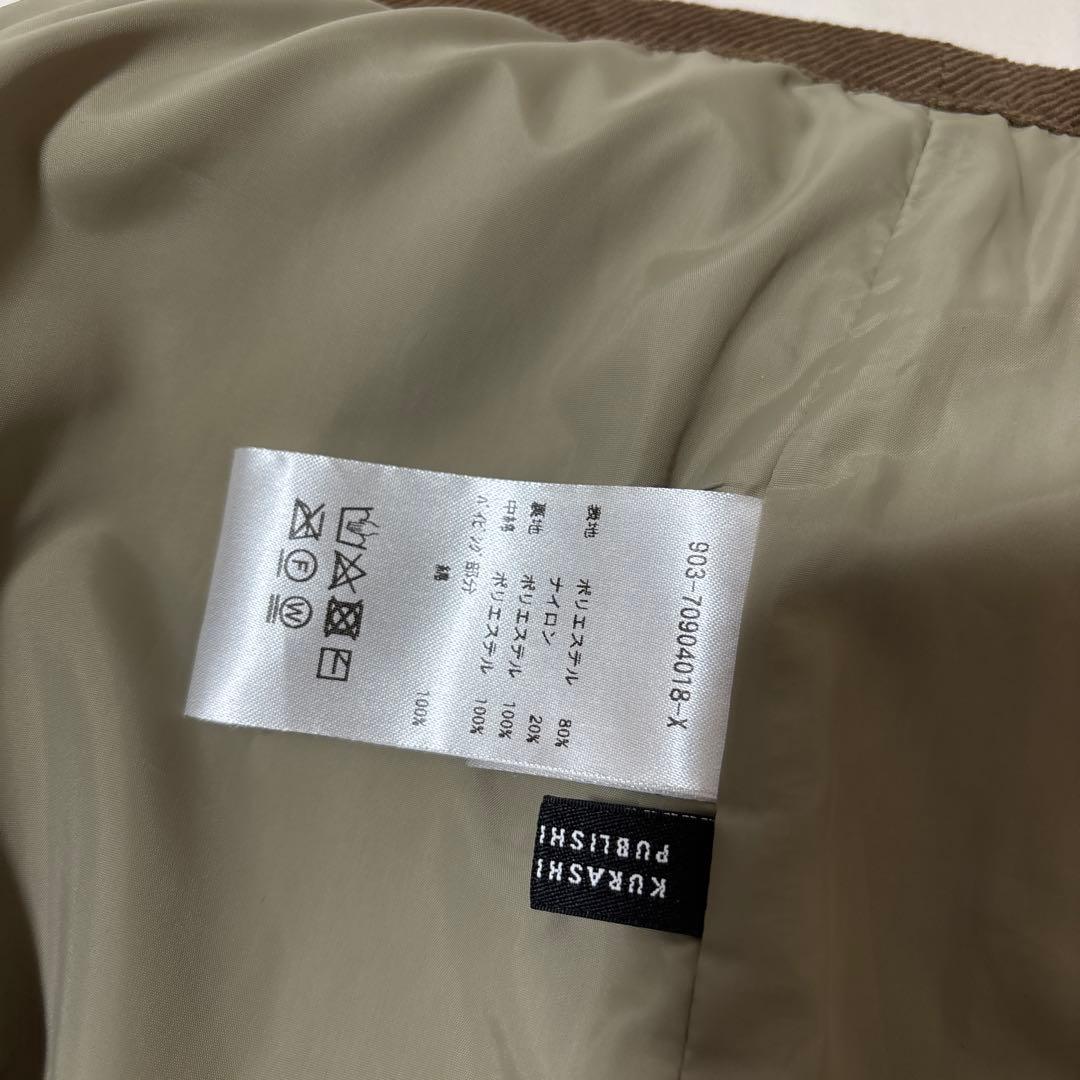 903-70904018-X
表地 ポリエステル 80%
ナイロン 20%
裏地 ポリエステル 100%
中綿 ポリエステル 100%
パイピング部分
綿 100%
F
W
KURASHI
PUBLISHI